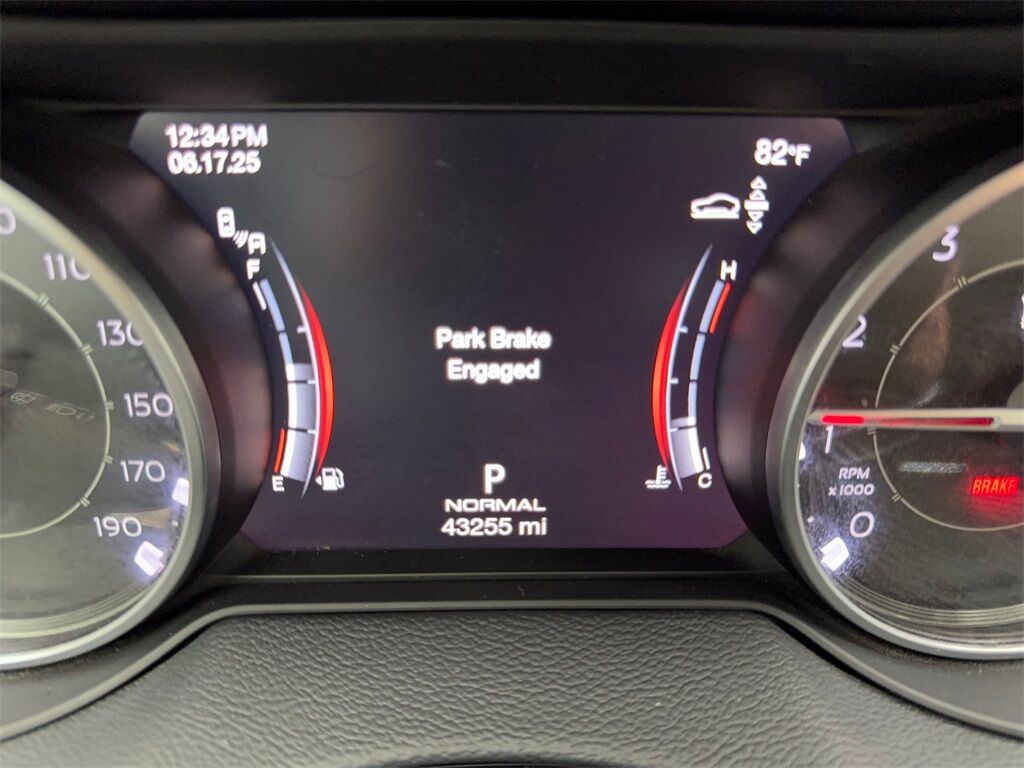 12:34 PM
06.17.25
82°F
A
F
H
110
130
150
170
190
3
2
1
RPM
x1000
0
BRAKE
Park Brake
Engaged
E
C
P
NORMAL
43255 mi